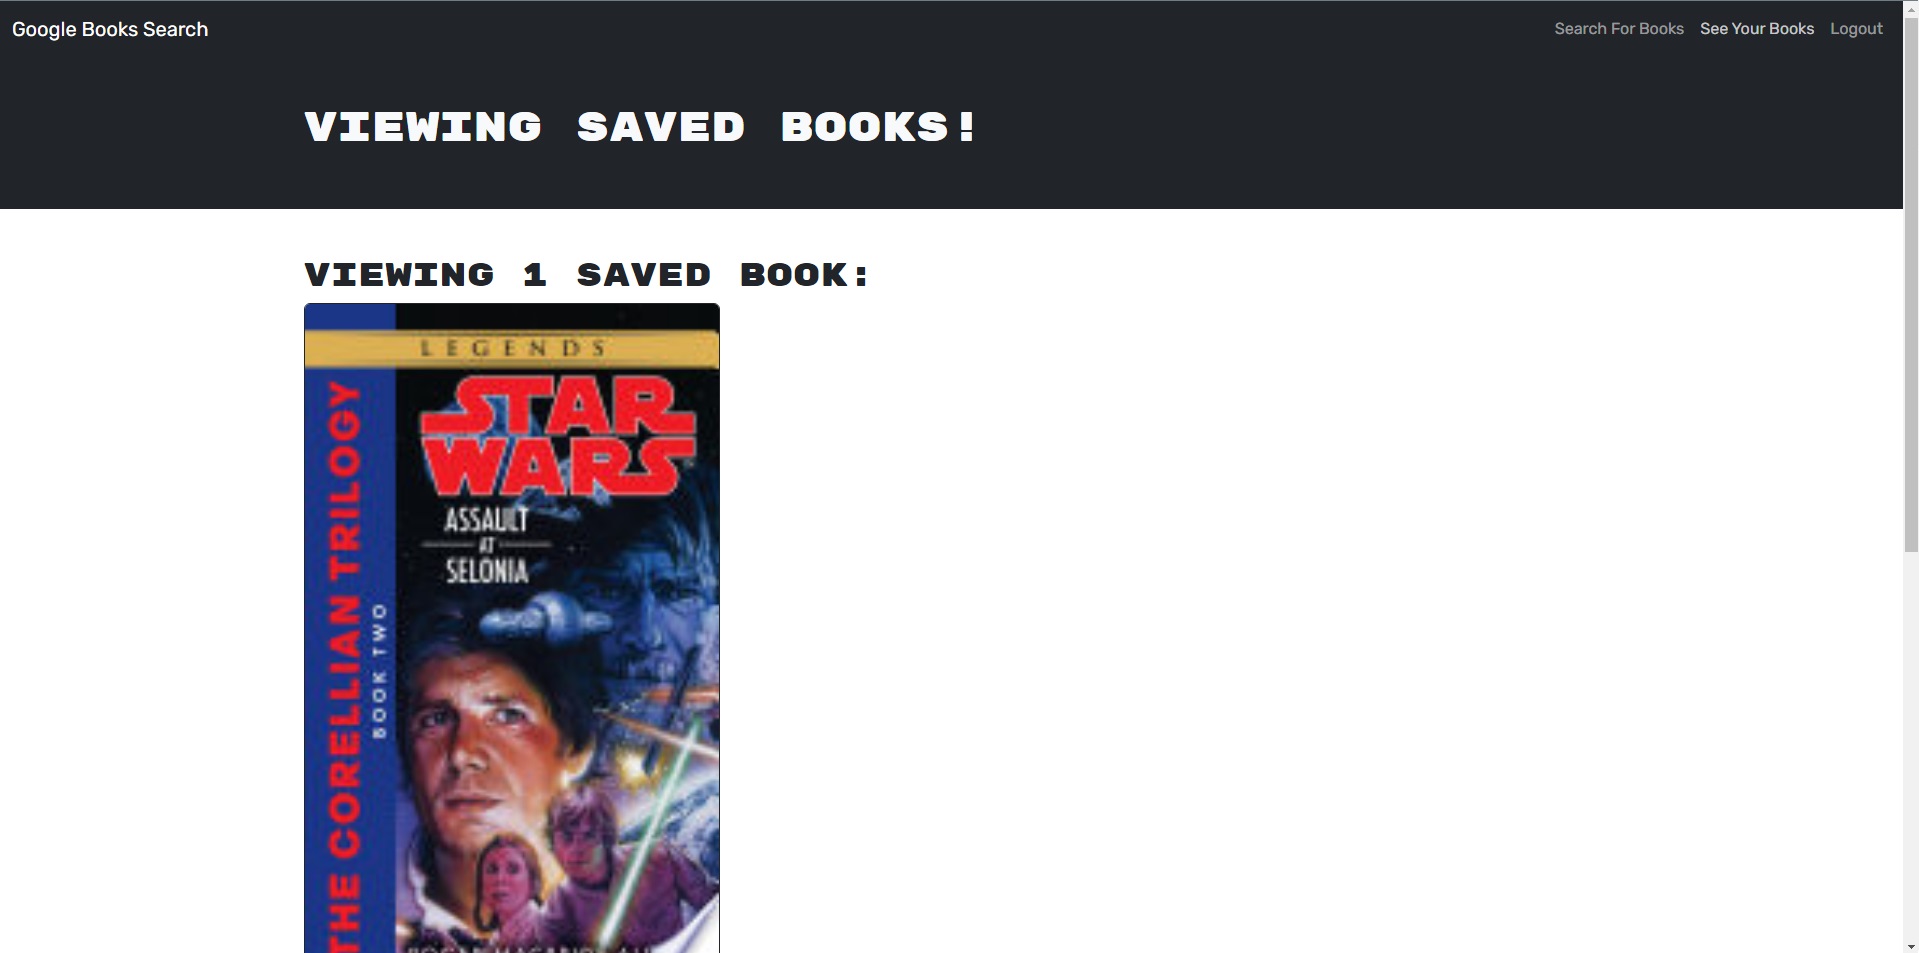 Google Books Search
Search For Books See Your Books Logout
VIEWING SAVED BOOKS!
VIEWING 1 SAVED BOOK:
LEGENDS
STAR
WARS
ASSAULT
AT
SELONIA
THE CORELLIAN TRILOGY
BOOK TWO